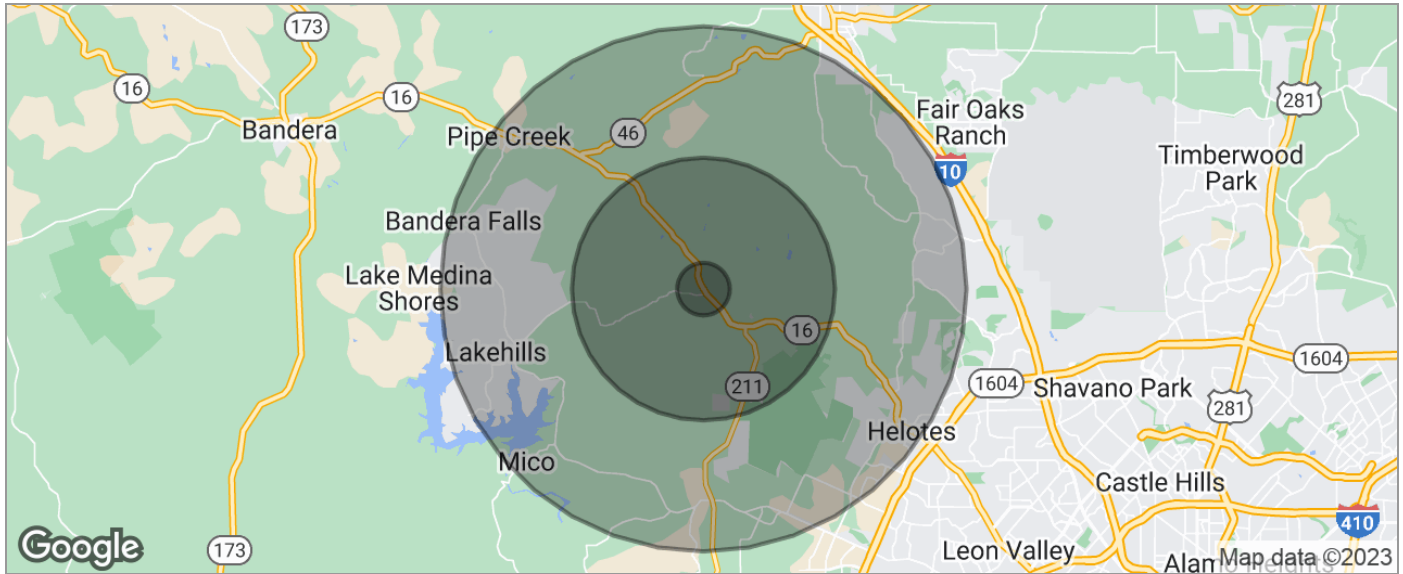 173
16
16
Bandera
Pipe Creek
46
Fair Oaks
Ranch
281
10
Timberwood
Park
Bandera Falls
Lake Medina
Shores
16
Lakehills
211
1604
1604
Shavano Park
281
Helotes
Mico
Castle Hills
410
173
Leon Valley
Alamo Heights
Google
Map data ©2023